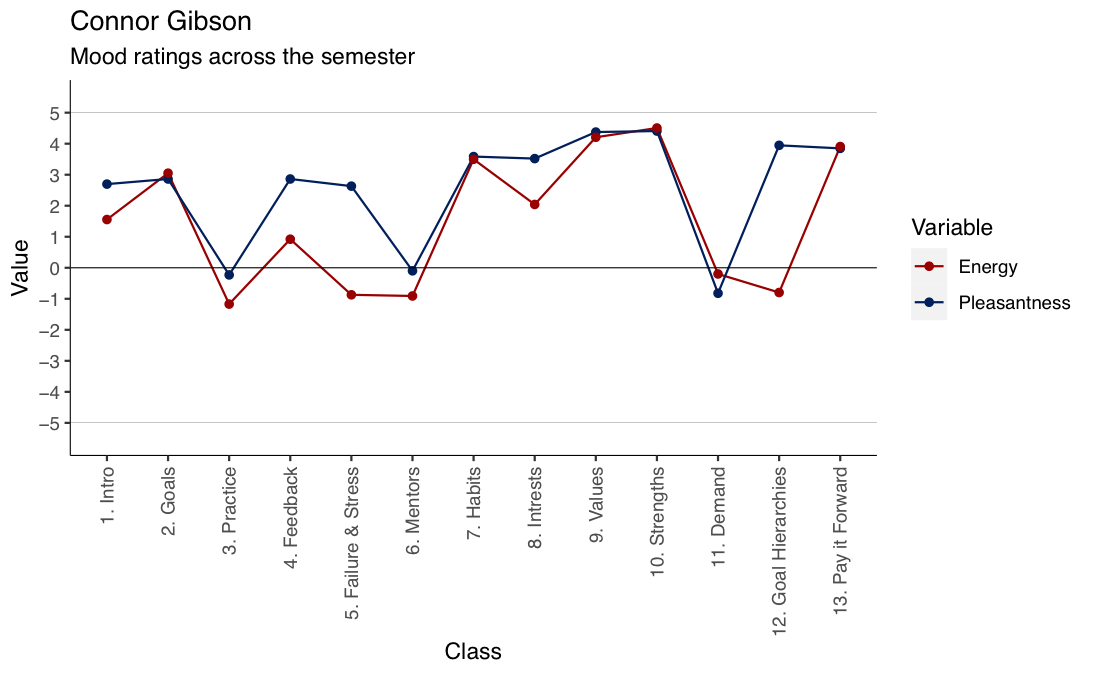 Connor Gibson
Mood ratings across the semester
Value
5
4
3
2
1
0
−1
−2
−3
−4
−5
1. Intro
2. Goals
3. Practice
4. Feedback
5. Failure & Stress
6. Mentors
7. Habits
8. Intrests
9. Values
10. Strengths
11. Demand
12. Goal Hierarchies
13. Pay it Forward
Class
Variable
Energy
Pleasantness